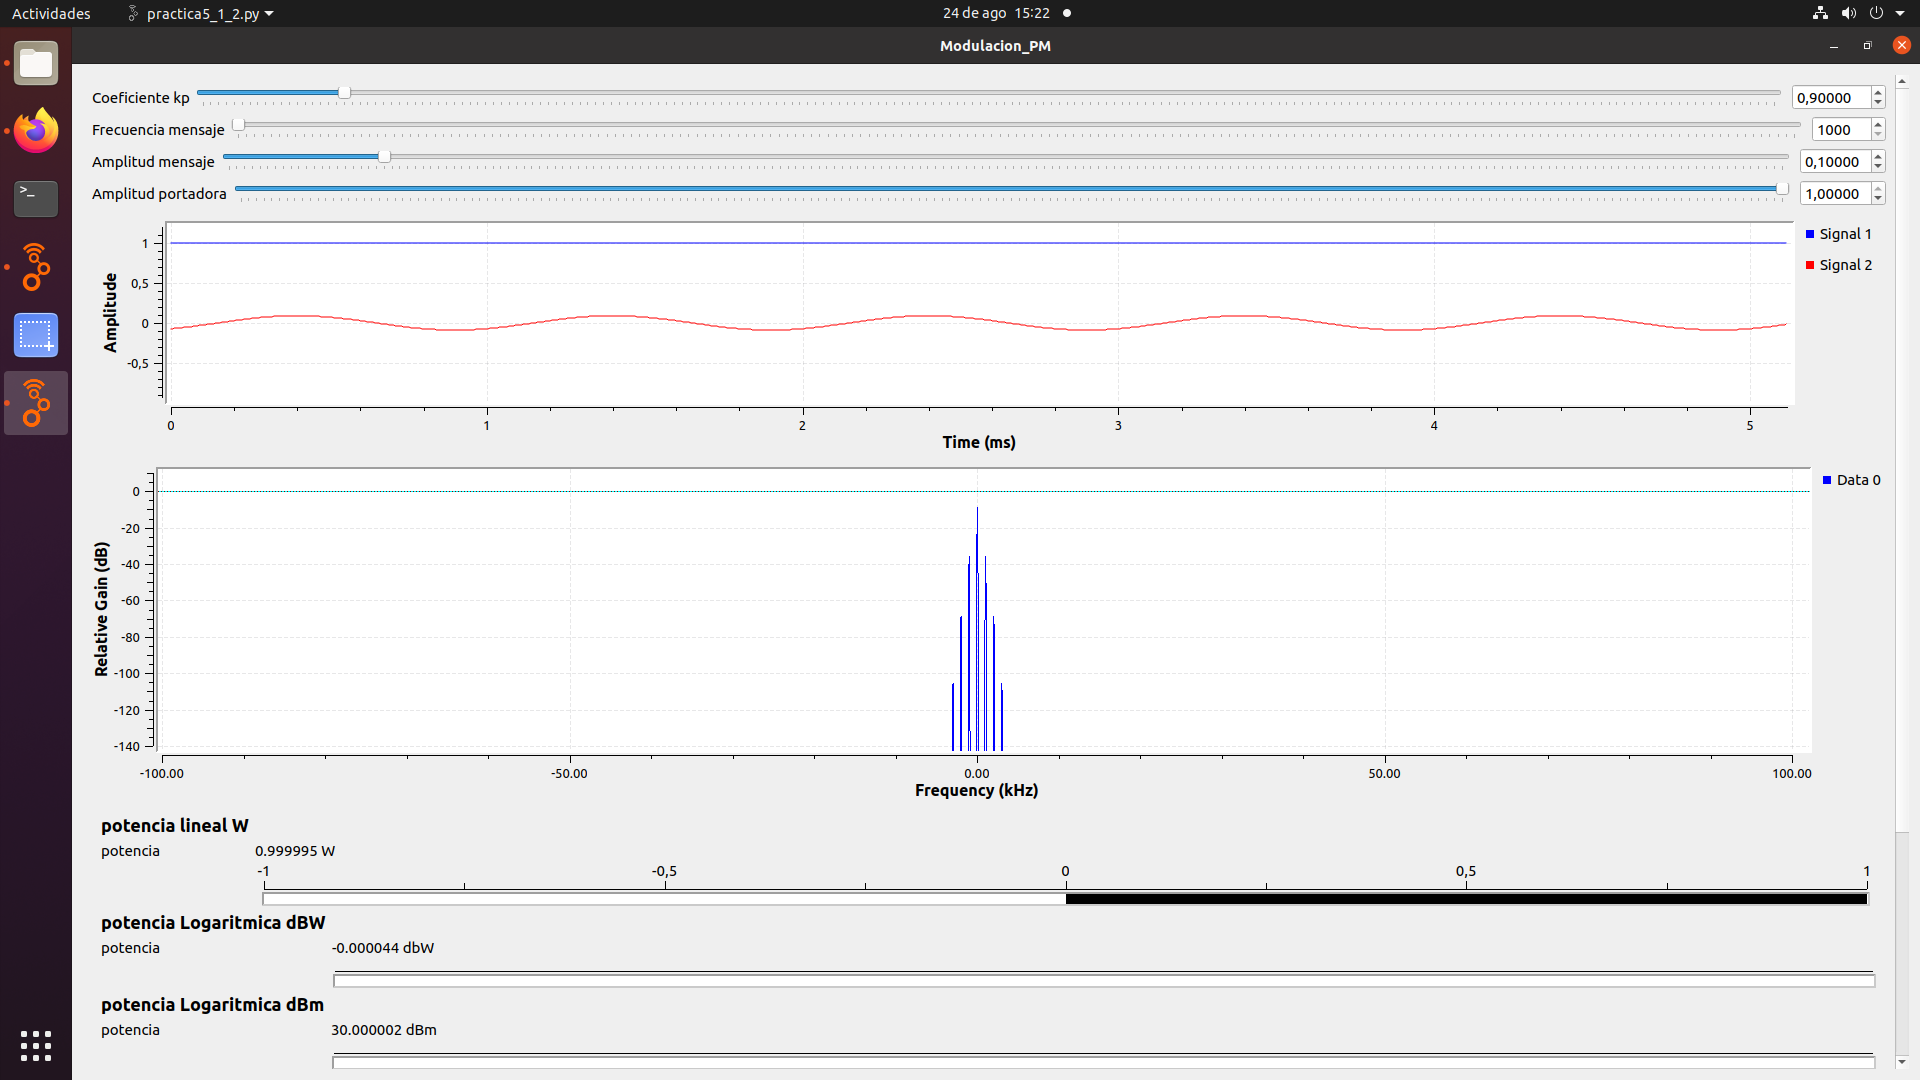 Actividades practica5_1_2.py 24 de ago 15:22
Modulacion_PM
Coeficiente kp 0,90000
Frecuencia mensaje 1000
Amplitud mensaje 0,10000
Amplitud portadora 1,00000
Amplitude
1
0,5
0
-0,5
Signal 1
Signal 2
0 1 2 3 4 5
Time (ms)
Relative Gain (dB)
0
-20
-40
-60
-80
-100
-120
-140
Data 0
-100.00 -50.00 0.00 50.00 100.00
Frequency (kHz)
potencia lineal W
potencia 0.999995 W
-1 -0,5 0 0,5 1
potencia Logaritmica dBW
potencia -0.000044 dbW
potencia Logaritmica dBm
potencia 30.000002 dBm